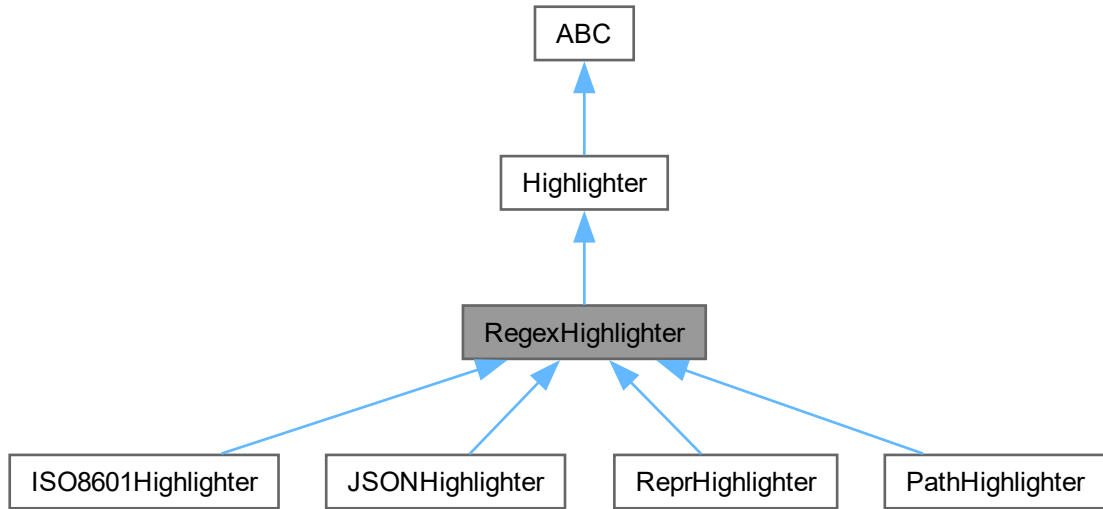 ABC
Highlighter
RegexHighlighter
ISO8601Highlighter
JSONHighlighter
ReprHighlighter
PathHighlighter